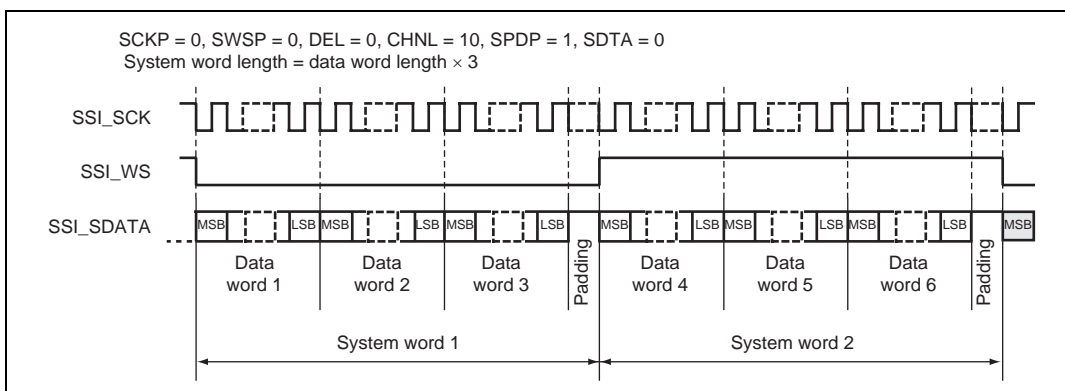 SCKP = 0, SWSP = 0, DEL = 0, CHNL = 10, SPDP = 1, SDTA = 0
System word length = data word length × 3
SSI_SCK
SSI_WS
SSI_SDATA
MSB LSB MSB LSB MSB LSB MSB LSB MSB LSB MSB LSB MSB
Data word 1
Data word 2
Data word 3
Padding
Data word 4
Data word 5
Data word 6
Padding
System word 1
System word 2